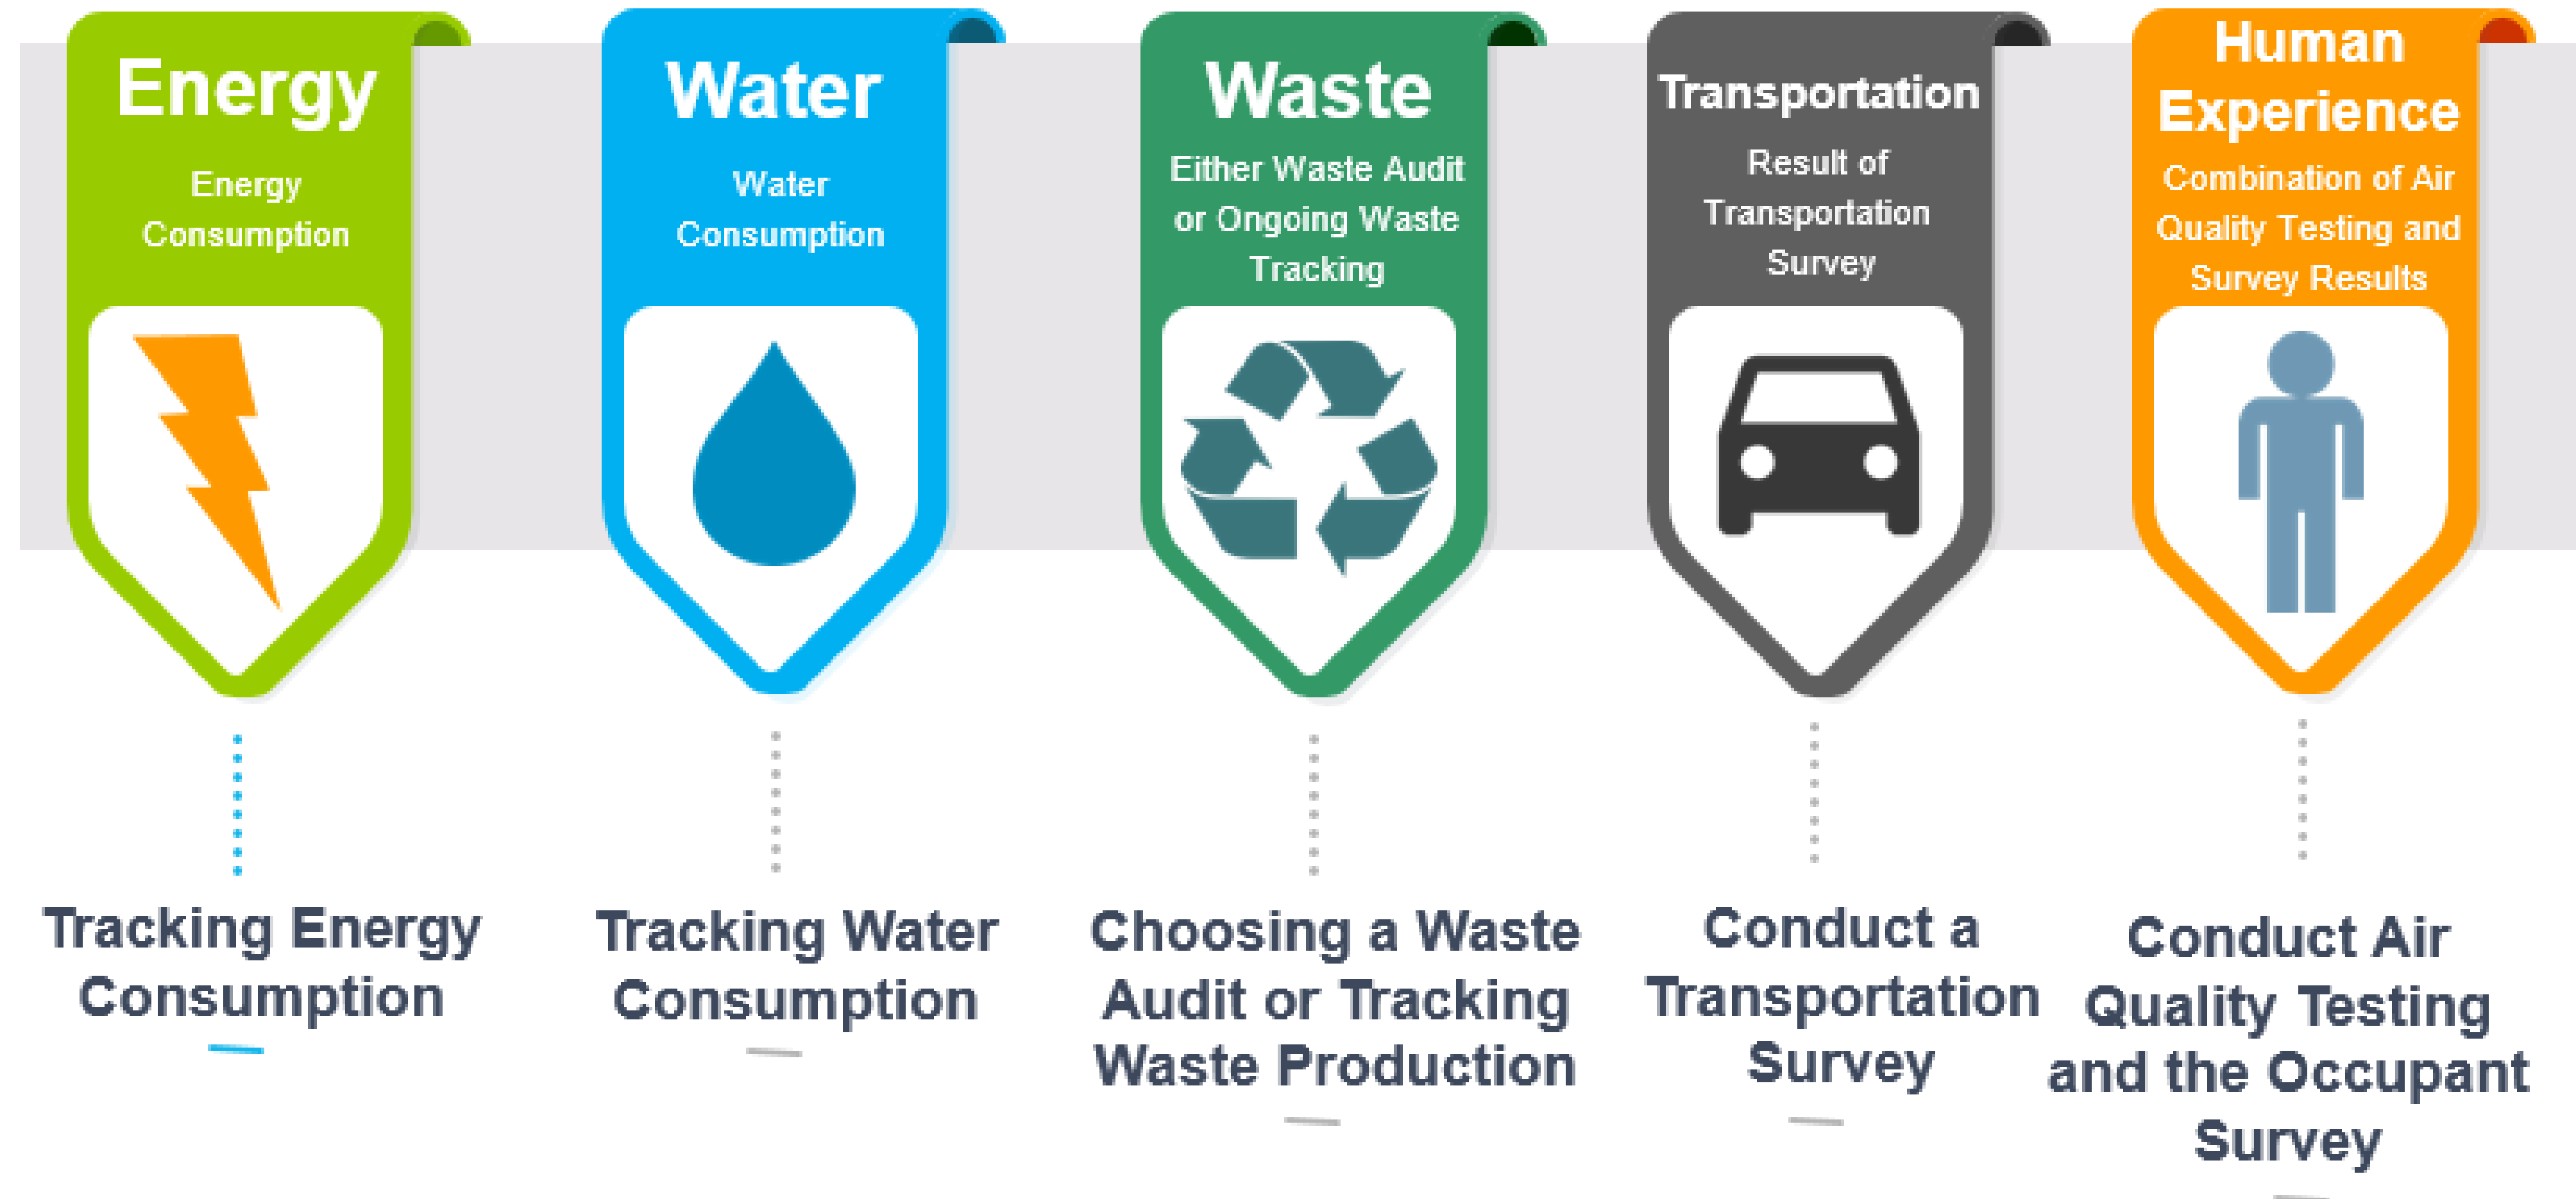 Energy
Energy
Consumption
Water
Water
Consumption
Waste
Either Waste Audit
or Ongoing Waste
Tracking
Transportation
Result of
Transportation
Survey
Human
Experience
Combination of Air
Quality Testing and
Survey Results
Tracking Energy
Consumption
Tracking Water
Consumption
Choosing a Waste
Audit or Tracking
Waste Production
Conduct a
Transportation
Survey
Conduct Air
Quality Testing
and the Occupant
Survey